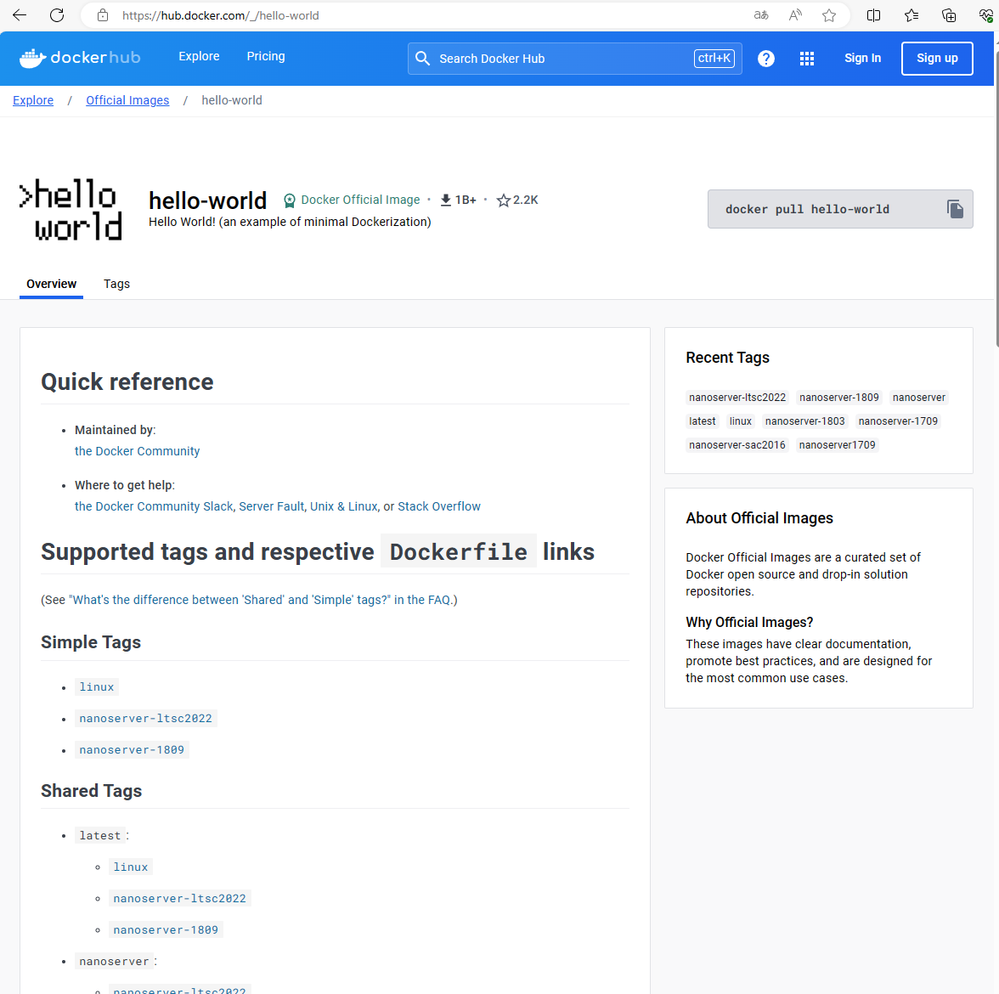 https://hub.docker.com/_/hello-world
aあ
A
docker hub
Explore
Pricing
Search Docker Hub
ctrl+K
?
Sign In
Sign up
Explore / Official Images / hello-world
>hello
world
hello-world
Docker Official Image • 1B+ • 2.2K
Hello World! (an example of minimal Dockerization)
docker pull hello-world
Overview
Tags
Quick reference
• Maintained by:
the Docker Community
• Where to get help:
the Docker Community Slack, Server Fault, Unix & Linux, or Stack Overflow
Supported tags and respective Dockerfile links
(See "What's the difference between 'Shared' and 'Simple' tags?" in the FAQ.)
Simple Tags
• linux
• nanoserver-ltsc2022
• nanoserver-1809
Shared Tags
• latest:
◦ linux
◦ nanoserver-ltsc2022
◦ nanoserver-1809
• nanoserver:
◦ nanoserver-ltsc2022
Recent Tags
nanoserver-ltsc2022 nanoserver-1809 nanoserver
latest linux nanoserver-1803 nanoserver-1709
nanoserver-sac2016 nanoserver1709
About Official Images
Docker Official Images are a curated set of
Docker open source and drop-in solution
repositories.
Why Official Images?
These images have clear documentation,
promote best practices, and are designed for
the most common use cases.